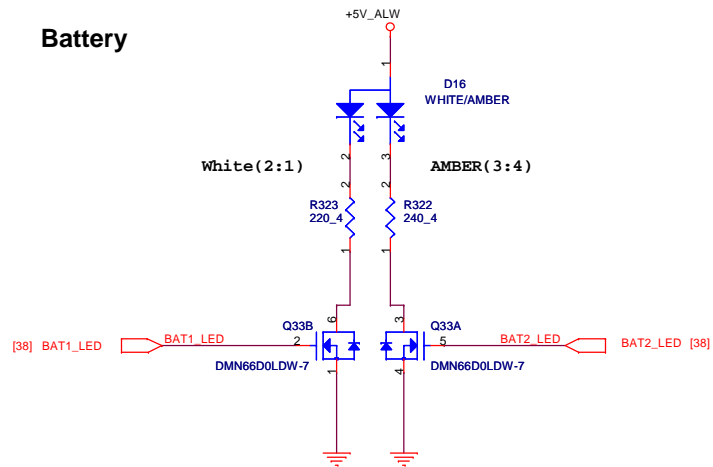 +5V_ALW
Battery
1
D16
WHITE/AMBER
2
3
White(2:1)
AMBER(3:4)
2
2
R323
220_4
R322
240_4
1
1
6
3
Q33B
Q33A
[38] BAT1_LED
BAT1_LED
2
5
BAT2_LED
BAT2_LED [38]
DMN66D0LDW-7
DMN66D0LDW-7
1
4